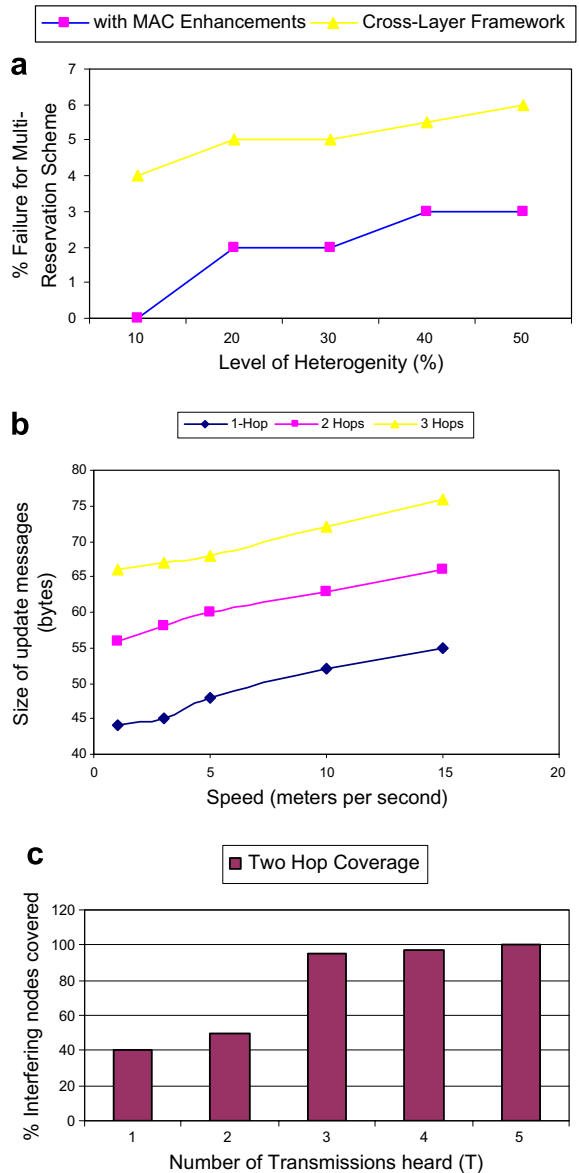 with MAC Enhancements Cross-Layer Framework
a
% Failure for Multi-
Reservation Scheme
7
6
5
4
3
2
1
0
10 20 30 40 50
Level of Heterogenity (%)
b
1-Hop 2 Hops 3 Hops
Size of update messages
(bytes)
80
75
70
65
60
55
50
45
40
0 5 10 15 20
Speed (meters per second)
c
Two Hop Coverage
% Interfering nodes covered
120
100
80
60
40
20
0
1 2 3 4 5
Number of Transmissions heard (T)